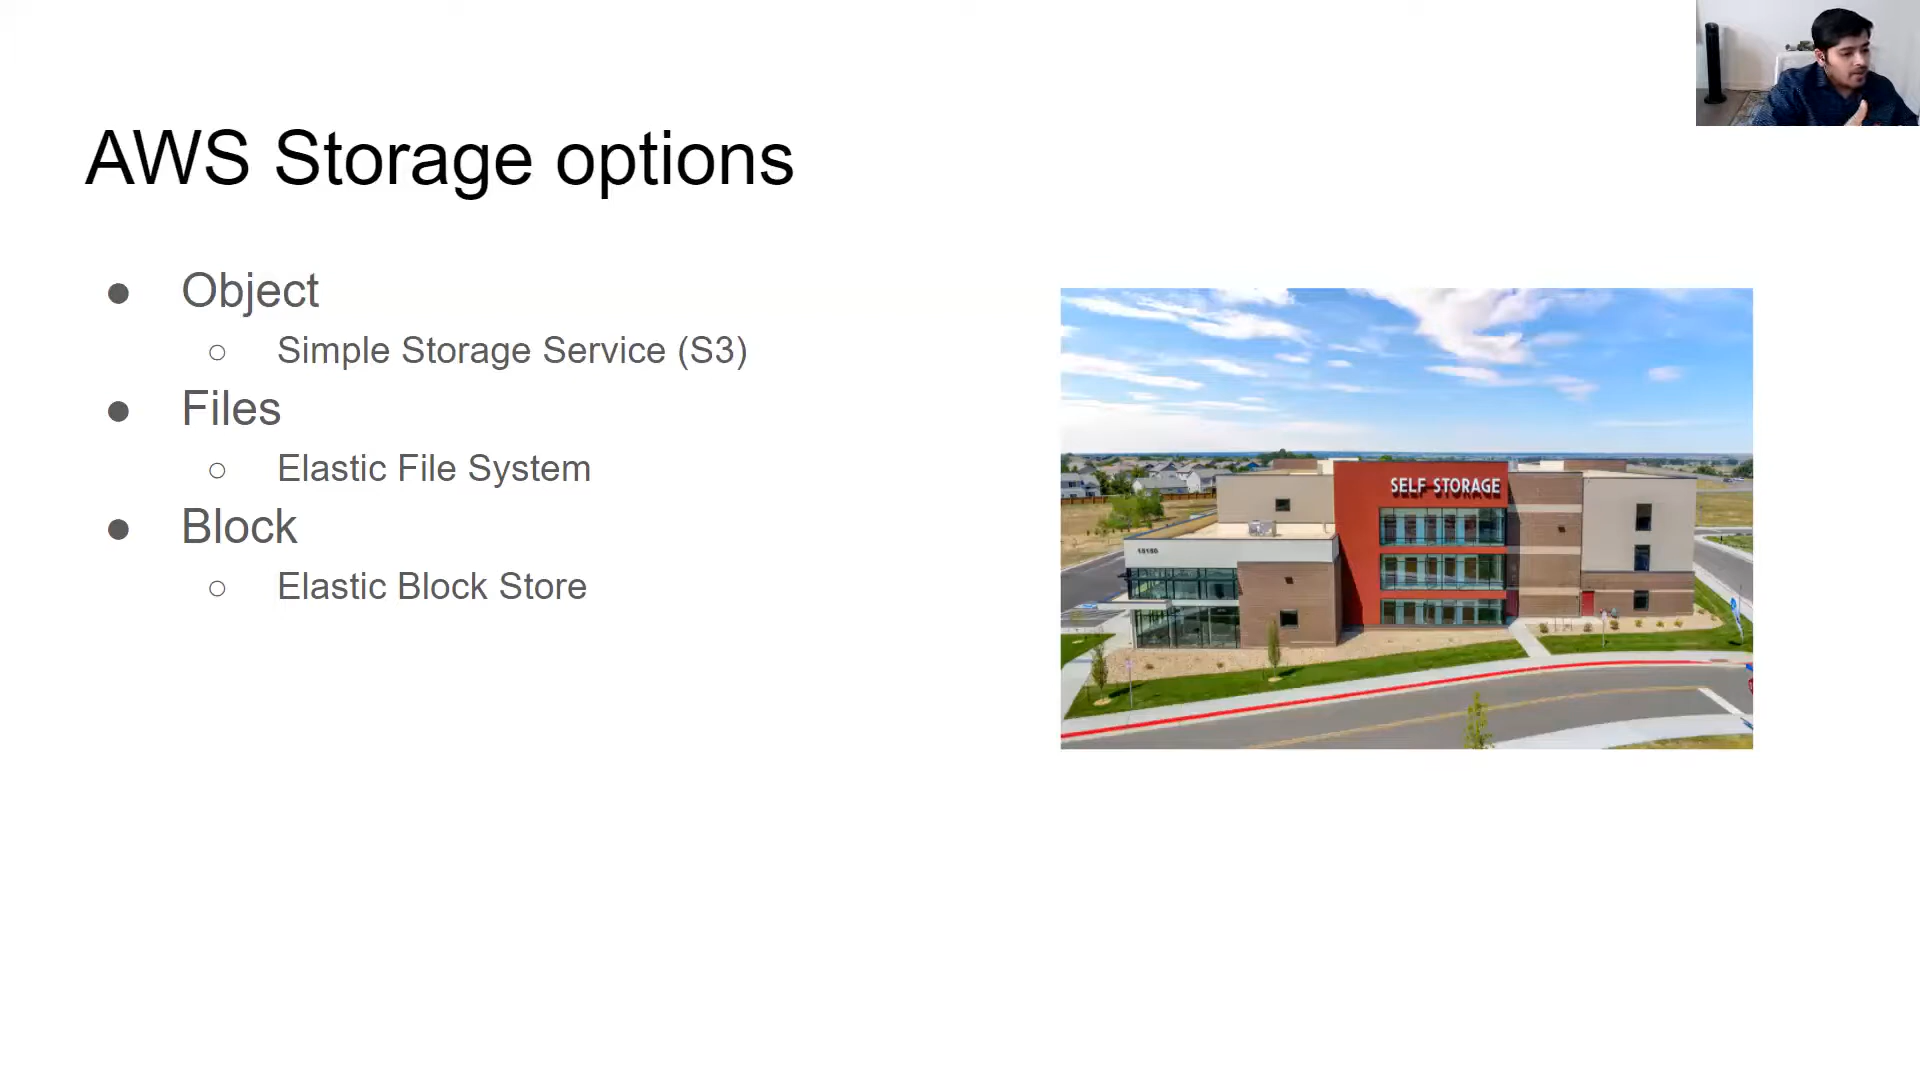 AWS Storage options
● Object
○ Simple Storage Service (S3)
● Files
○ Elastic File System
● Block
○ Elastic Block Store
SELF STORAGE